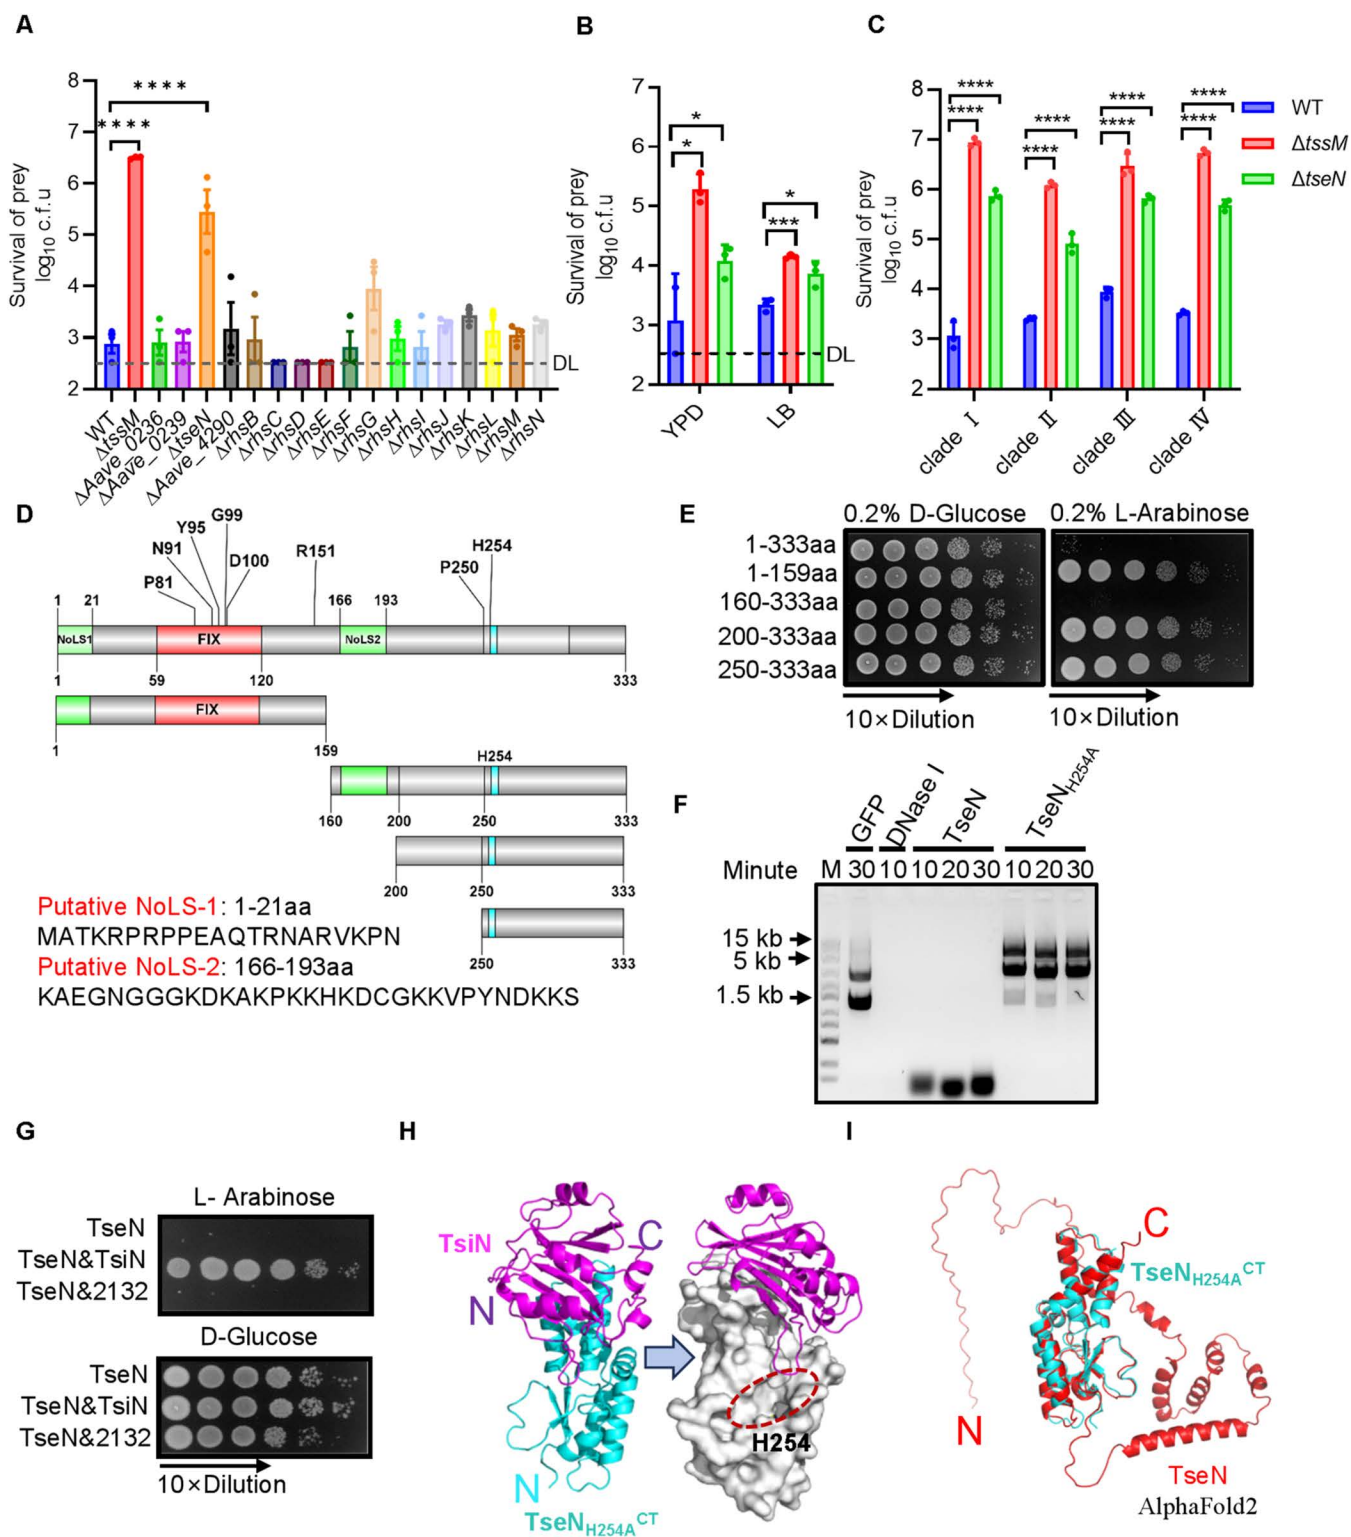 A
8
7
6
5
4
3
2
Survival of prey
log10 c.f.u
****
****
DL
WT
ΔtssM
ΔAave_0236
ΔAave_0239
ΔtseN
ΔAave_4290
ΔrhsB
ΔrhsC
ΔrhsD
ΔrhsE
ΔrhsF
ΔrhsG
ΔrhsH
ΔrhsI
ΔrhsJ
ΔrhsK
ΔrhsL
ΔrhsM
ΔrhsN
B
7
6
5
4
3
2
Survival of prey
log10 c.f.u
*
*
*
***
DL
YPD
LB
C
8
7
6
5
4
3
2
Survival of prey
log10 c.f.u
****
****
****
****
****
****
****
****
clade I
clade II
clade III
clade IV
WT
ΔtssM
ΔtseN
D
G99
Y95
N91
D100
P81
R151
H254
P250
1 21 166 193
NoLS1 FIX NoLS2
1 59 120 333
FIX
1 159
H254
160 200 250 333
200 250 333
250 333
Putative NoLS-1: 1-21aa
MATKRPRPPEAQTRNARVKPN
Putative NoLS-2: 166-193aa
KAEGNGGGKDKAKPKKHKDCGKKVPYNDKKS
E
0.2% D-Glucose 0.2% L-Arabinose
1-333aa
1-159aa
160-333aa
200-333aa
250-333aa
10×Dilution 10×Dilution
F
GFP
DNase I
TseN
TseNH254A
Minute M 30 10 10 20 30 10 20 30
15 kb
5 kb
1.5 kb
G
L- Arabinose
TseN
TseN&TsiN
TseN&2132
D-Glucose
TseN
TseN&TsiN
TseN&2132
10×Dilution
H
TsiN
C
N
N
TseNH254ACT
H254
I
C
TseNH254ACT
N
TseN
AlphaFold2